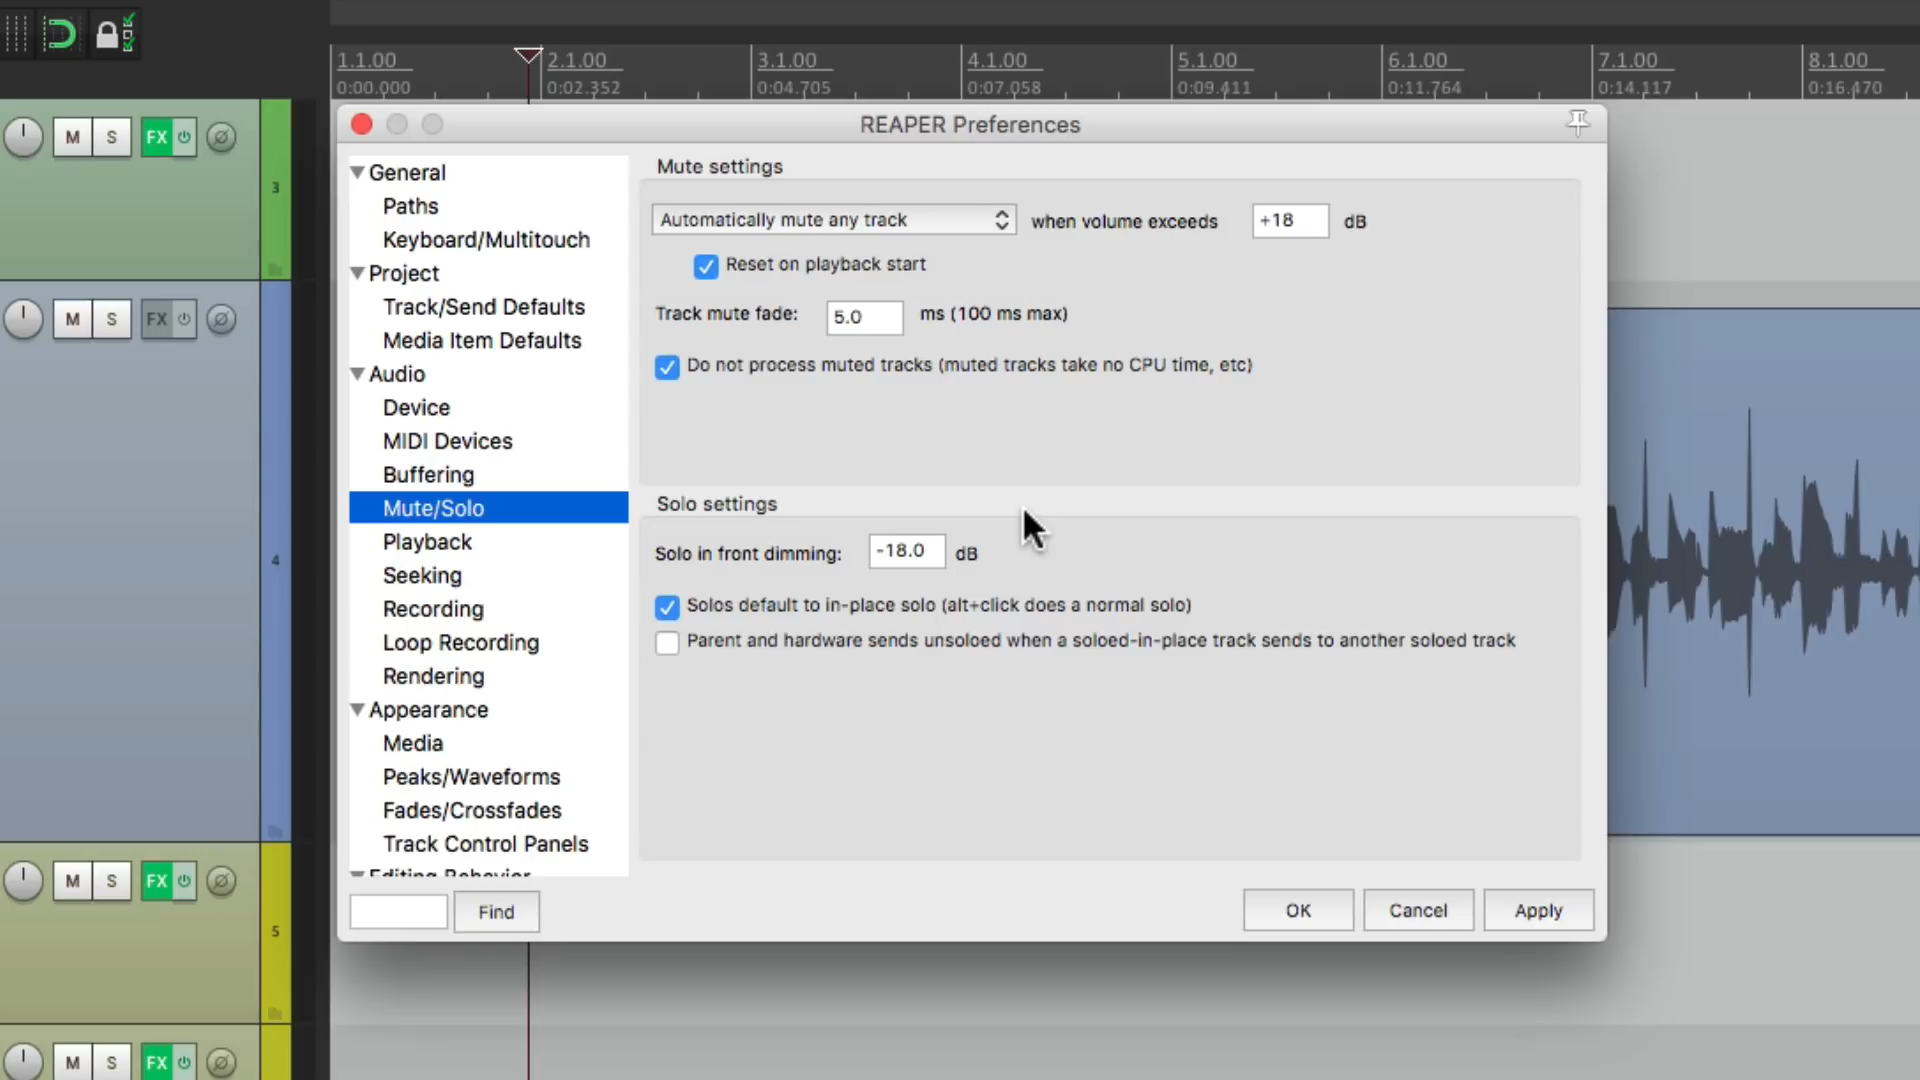 1.1.00 2.1.00 3.1.00 4.1.00 5.1.00 6.1.00 7.1.00 8.1.00
0:00.000 0:02.352 0:04.705 0:07.058 0:09.411 0:11.764 0:14.117 0:16.470
M S FX
3
M S FX
4
M S FX
5
M S FX
REAPER Preferences
General
Paths
Keyboard/Multitouch
Project
Track/Send Defaults
Media Item Defaults
Audio
Device
MIDI Devices
Buffering
Mute/Solo
Playback
Seeking
Recording
Loop Recording
Rendering
Appearance
Media
Peaks/Waveforms
Fades/Crossfades
Track Control Panels
Editing Behavior
Find
Mute settings
Automatically mute any track when volume exceeds +18 dB
Reset on playback start
Track mute fade: 5.0 ms (100 ms max)
Do not process muted tracks (muted tracks take no CPU time, etc)
Solo settings
Solo in front dimming: -18.0 dB
Solos default to in-place solo (alt+click does a normal solo)
Parent and hardware sends unsoloed when a soloed-in-place track sends to another soloed track
OK Cancel Apply